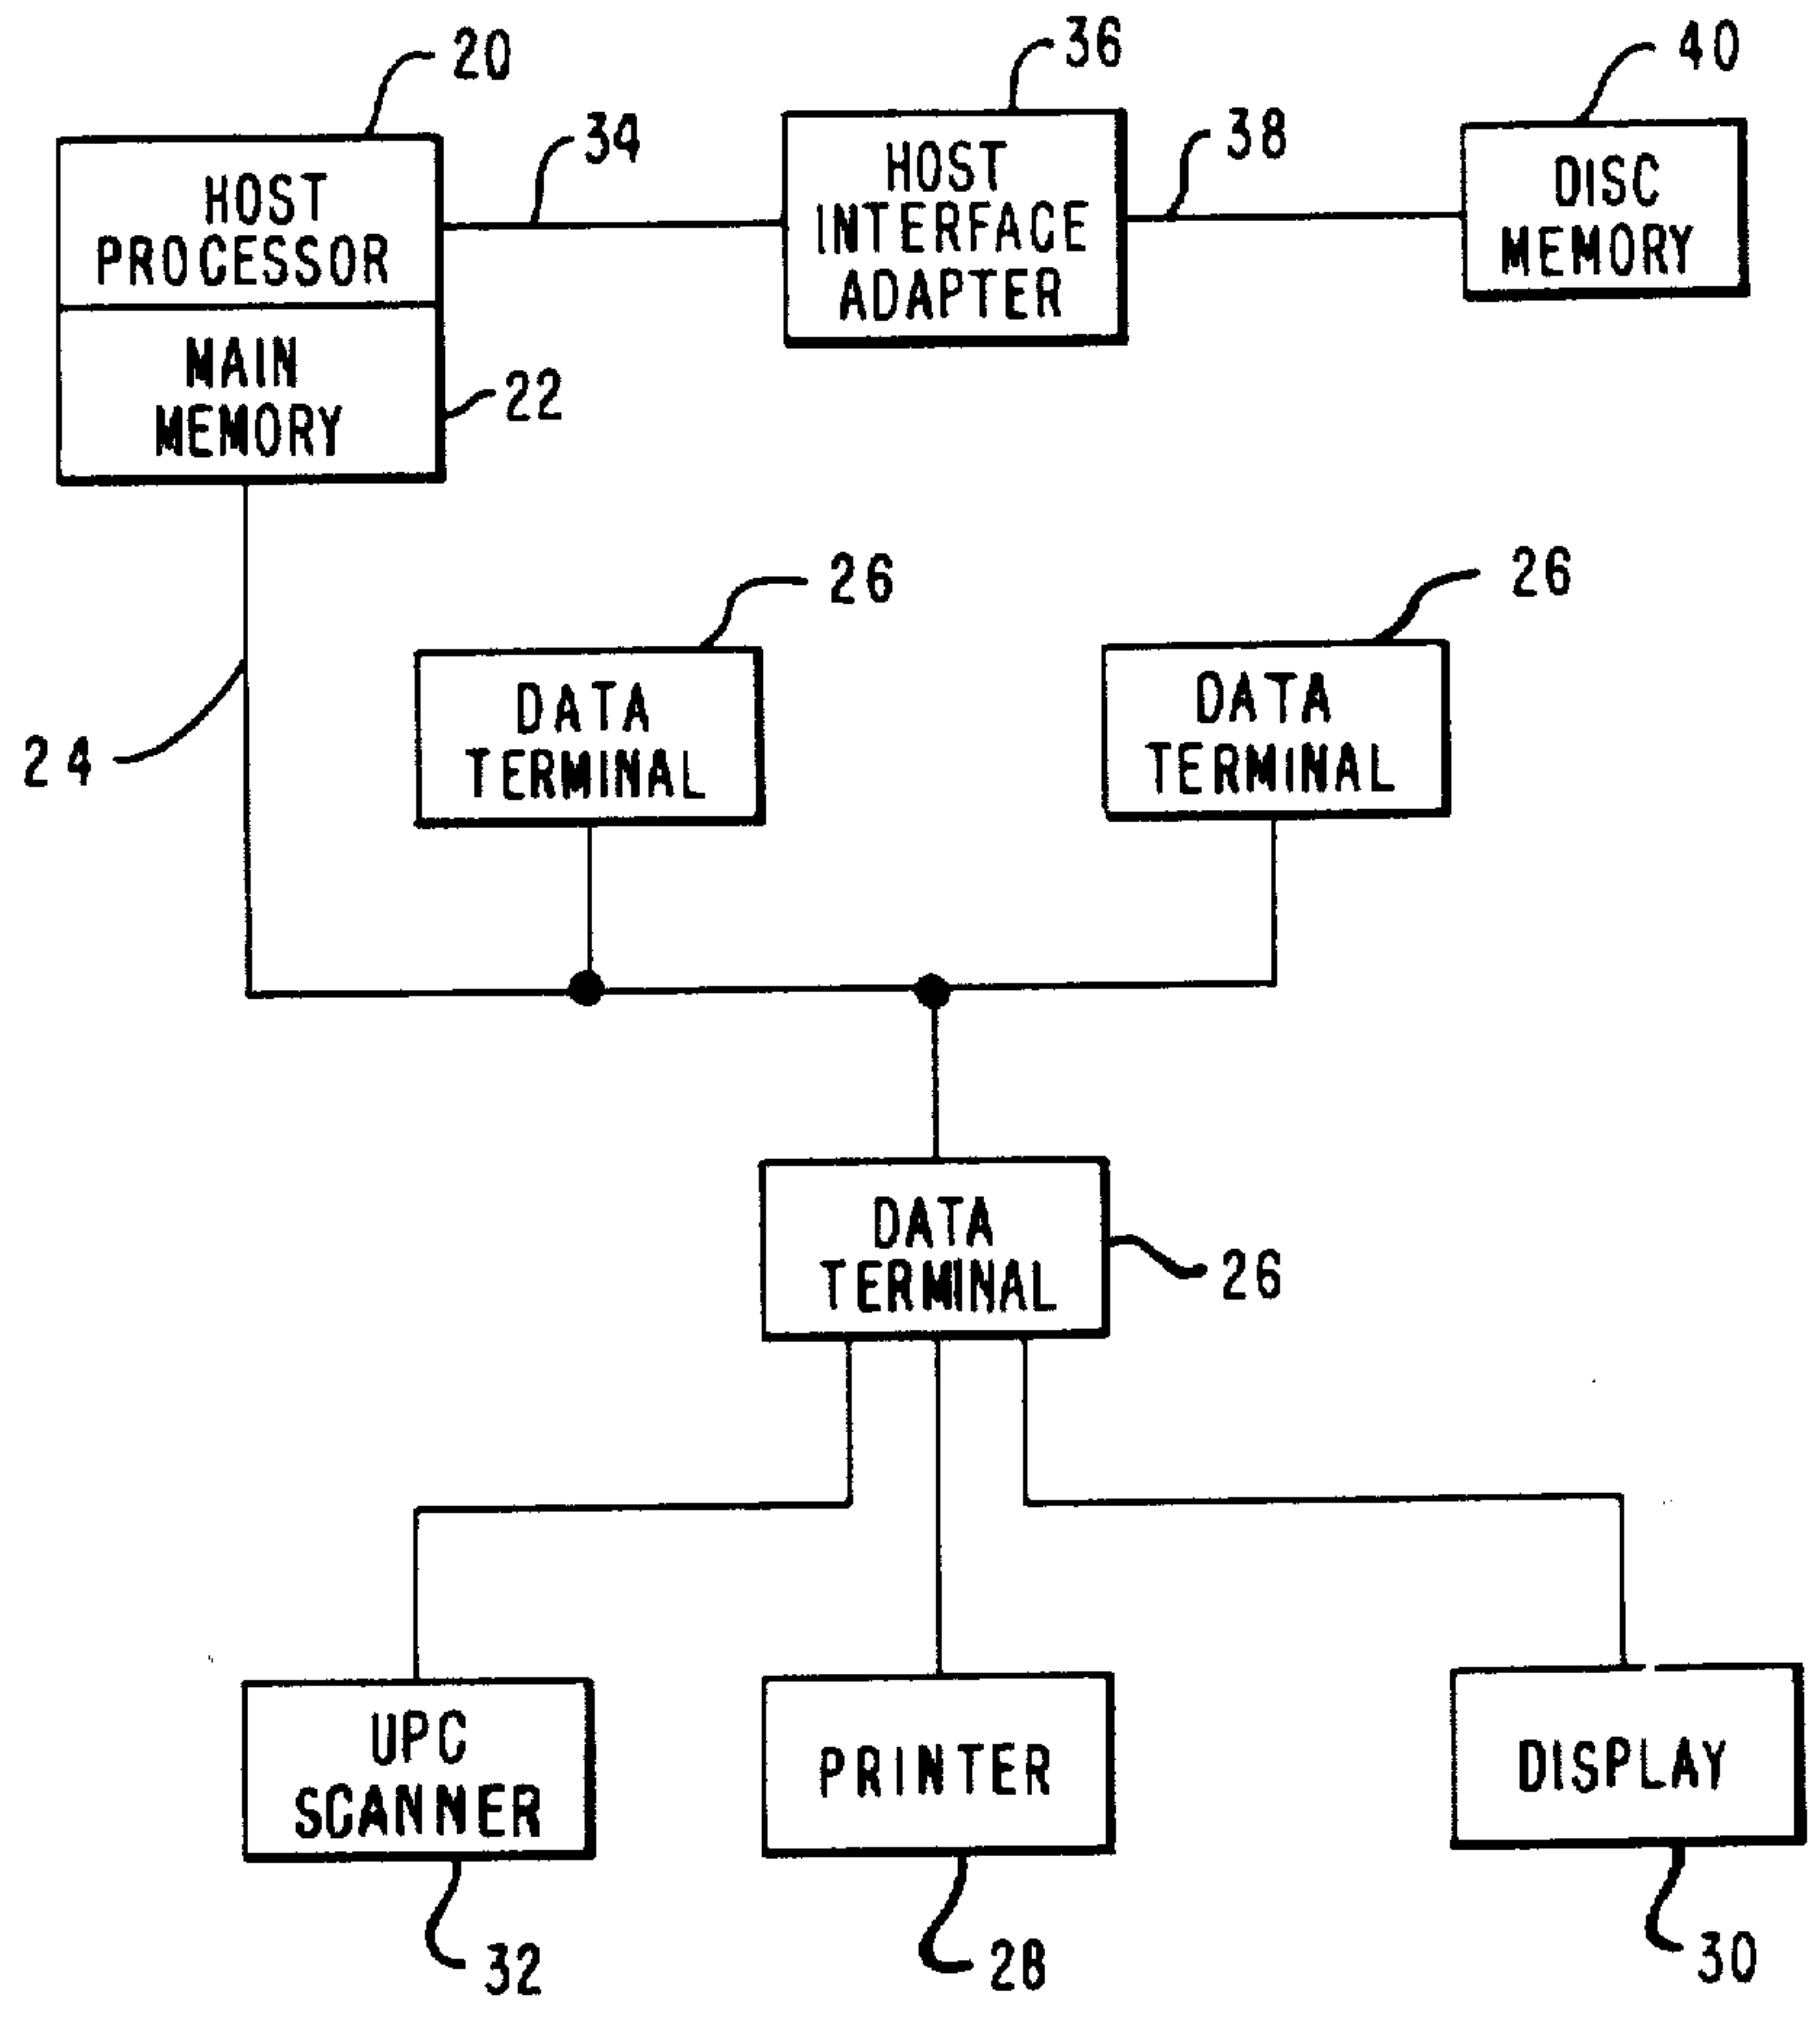 20
36
40
34
38
HOST
PROCESSOR
HOST
INTERFACE
ADAPTER
DISC
MEMORY
MAIN
MEMORY
22
26
26
24
DATA
TERMINAL
DATA
TERMINAL
DATA
TERMINAL
26
UPC
SCANNER
PRINTER
DISPLAY
32
28
30